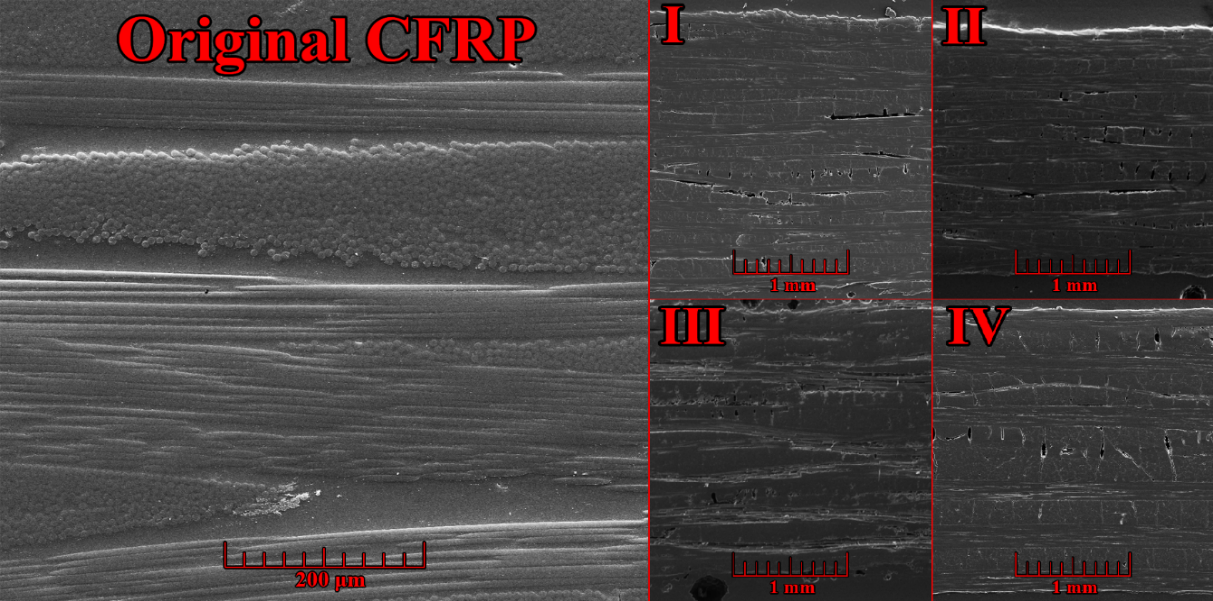 Original CFRP
200 µm
I
1 mm
II
1 mm
III
1 mm
IV
1 mm